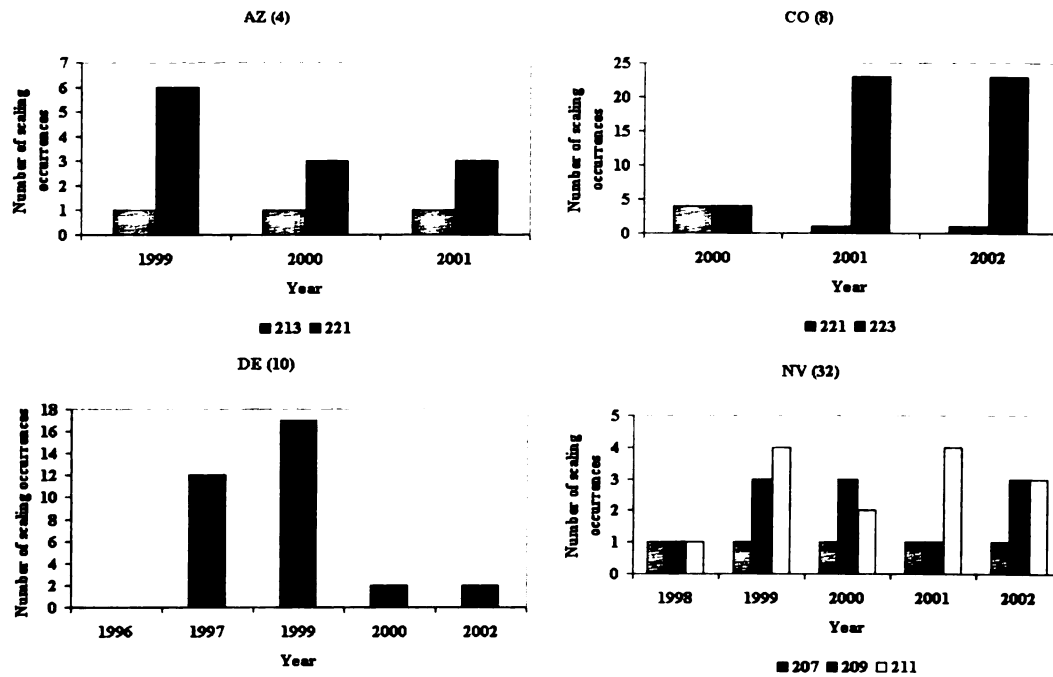 AZ (4)
Number of scaling
occurrences
7
6
5
4
3
2
1
0
1999 2000 2001
Year
■ 213 ■ 221
CO (8)
Number of scaling
occurrences
25
20
15
10
5
0
2000 2001 2002
Year
■ 221 ■ 223
DE (10)
Number of scaling occurrences
18
16
14
12
10
8
6
4
2
0
1996 1997 1999 2000 2002
Year
NV (32)
Number of scaling
occurrences
5
4
3
2
1
0
1998 1999 2000 2001 2002
Year
■ 207 ■ 209 □ 211